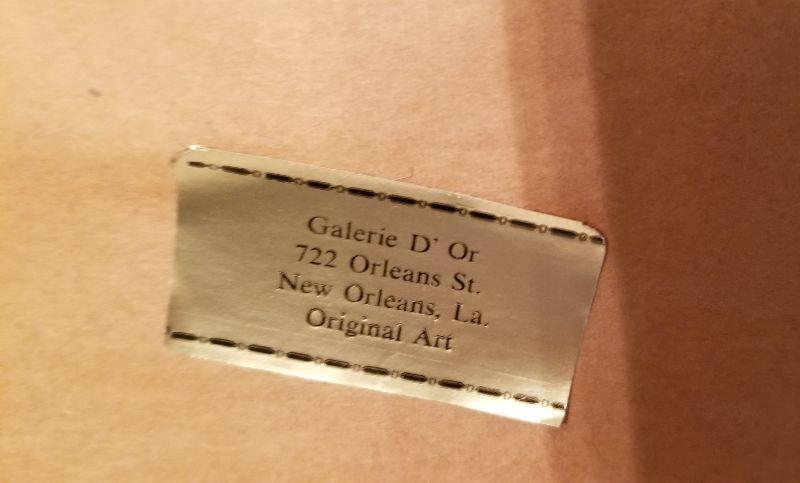 Galerie D' Or
722 Orleans St.
New Orleans, La.
Original Art